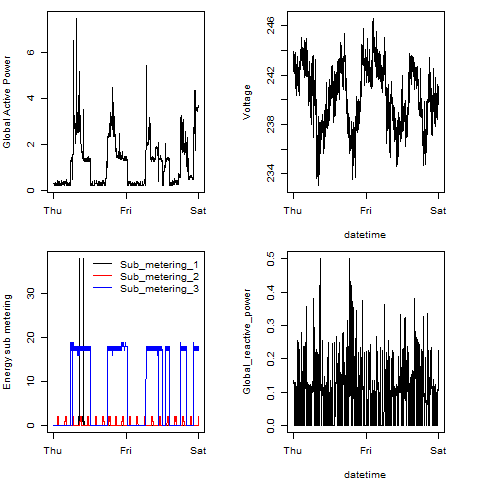 Global Active Power
0 2 4 6
Thu Fri Sat
Voltage
234 238 242 246
Thu Fri Sat
datetime
Energy sub metering
0 10 20 30
Sub_metering_1
Sub_metering_2
Sub_metering_3
Thu Fri Sat
Global_reactive_power
0.0 0.1 0.2 0.3 0.4 0.5
Thu Fri Sat
datetime